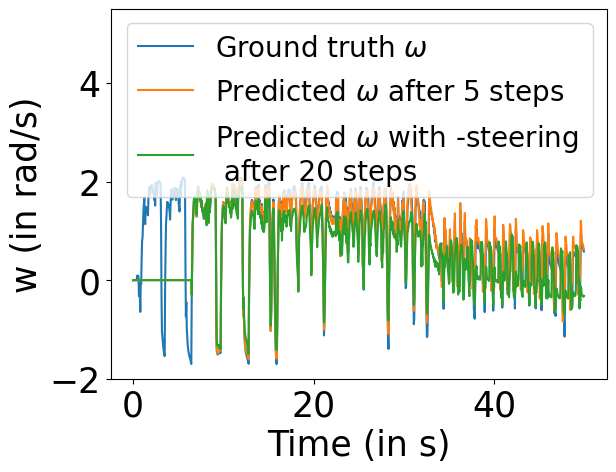 Ground truth ω
Predicted ω after 5 steps
Predicted ω with -steering
after 20 steps
4
2
0
−2
w (in rad/s)
0 20 40
Time (in s)